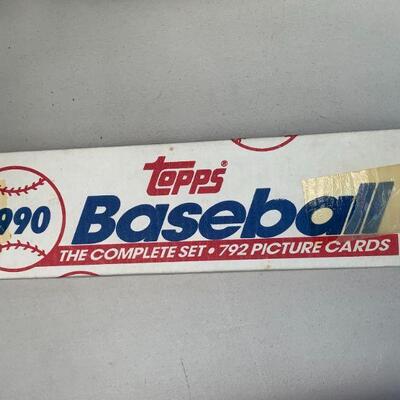 topps®
990
Baseball
THE COMPLETE SET • 792 PICTURE CARDS